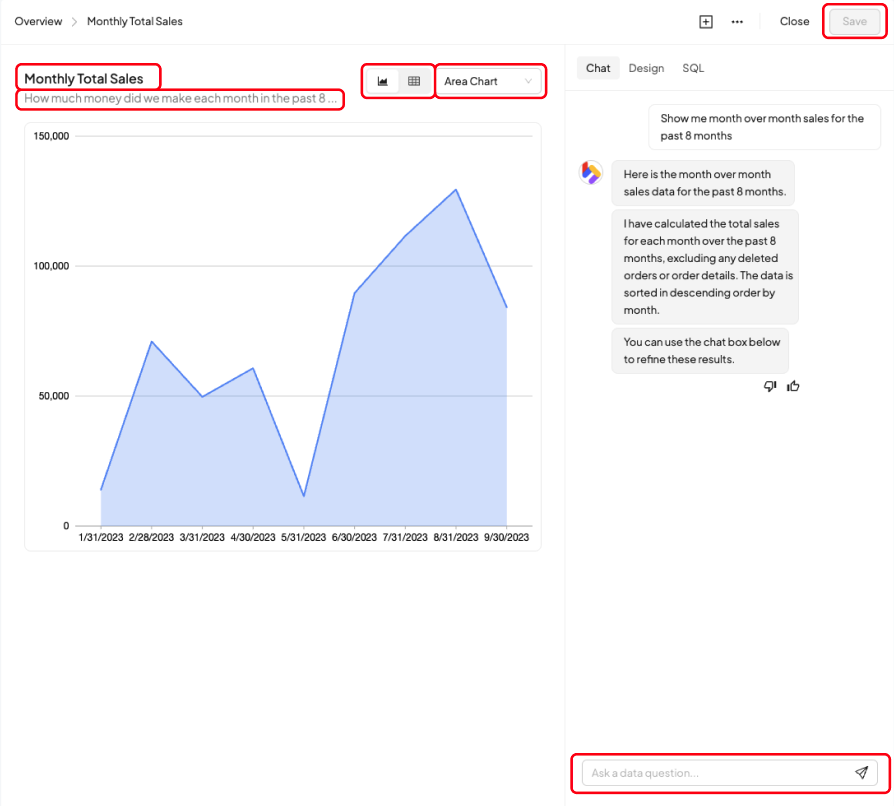 Overview > Monthly Total Sales
Close
Save
Monthly Total Sales
How much money did we make each month in the past 8 ...
Area Chart
150,000
100,000
50,000
0
1/31/2023 2/28/2023 3/31/2023 4/30/2023 5/31/2023 6/30/2023 7/31/2023 8/31/2023 9/30/2023
Chat Design SQL
Show me month over month sales for the
past 8 months
Here is the month over month
sales data for the past 8 months.
I have calculated the total sales
for each month over the past 8
months, excluding any deleted
orders or order details. The data is
sorted in descending order by
month.
You can use the chat box below
to refine these results.
Ask a data question...